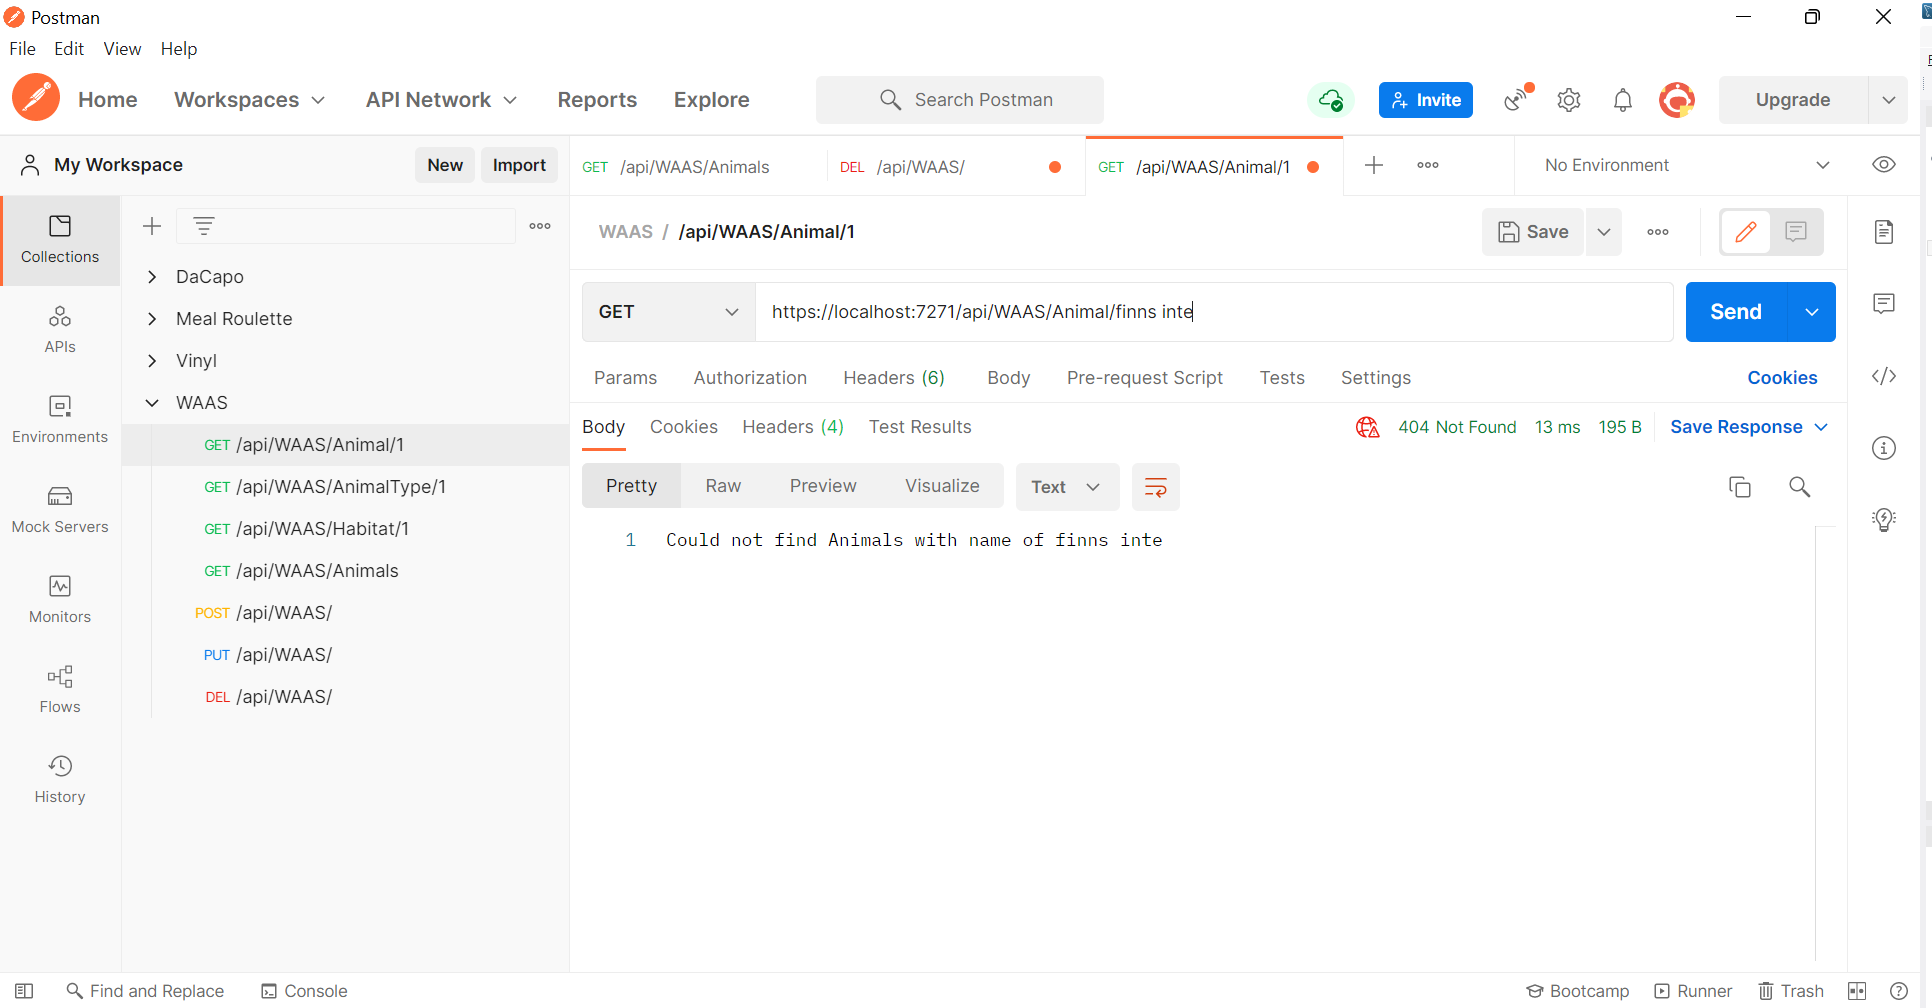 Postman
File Edit View Help
Home Workspaces API Network Reports Explore Search Postman Invite Upgrade
My Workspace New Import GET /api/WAAS/Animals DEL /api/WAAS/ GET /api/WAAS/Animal/1 No Environment
WAAS / /api/WAAS/Animal/1 Save
Collections
APIs
Environments
Mock Servers
Monitors
Flows
History
DaCapo
Meal Roulette
Vinyl
WAAS
GET /api/WAAS/Animal/1
GET /api/WAAS/AnimalType/1
GET /api/WAAS/Habitat/1
GET /api/WAAS/Animals
POST /api/WAAS/
PUT /api/WAAS/
DEL /api/WAAS/
GET https://localhost:7271/api/WAAS/Animal/finns inte Send
Params Authorization Headers (6) Body Pre-request Script Tests Settings Cookies
Body Cookies Headers (4) Test Results 404 Not Found 13 ms 195 B Save Response
Pretty Raw Preview Visualize Text
1 Could not find Animals with name of finns inte
Find and Replace Console Bootcamp Runner Trash